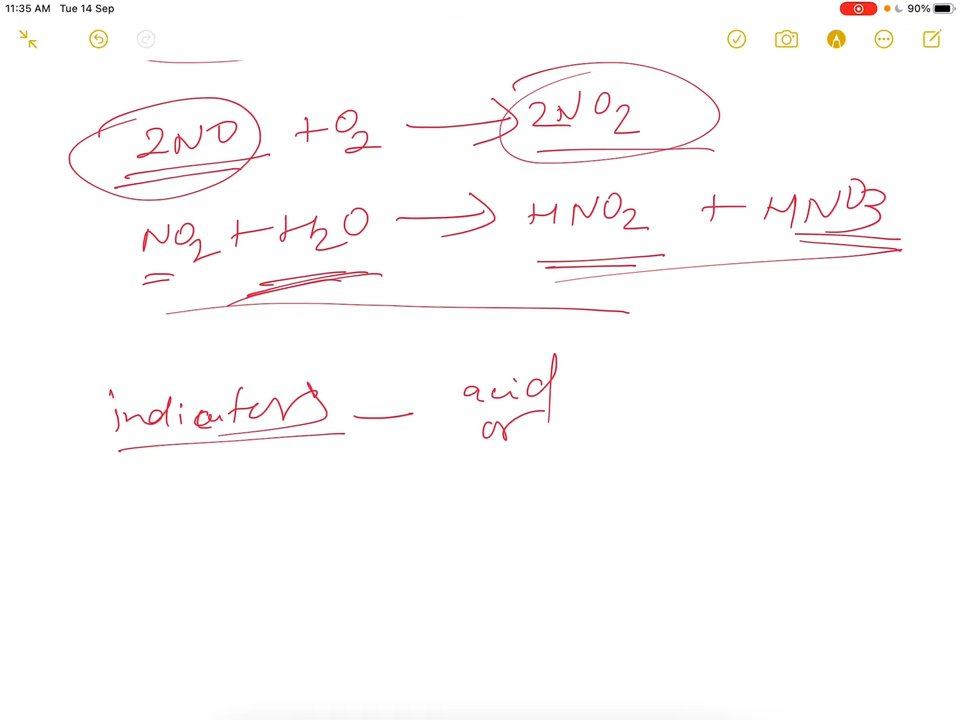 11:35 AM Tue 14 Sep 90%
2NO + O2 → 2NO2
NO2 + H2O → HNO2 + HNO3
indicators — acid
or